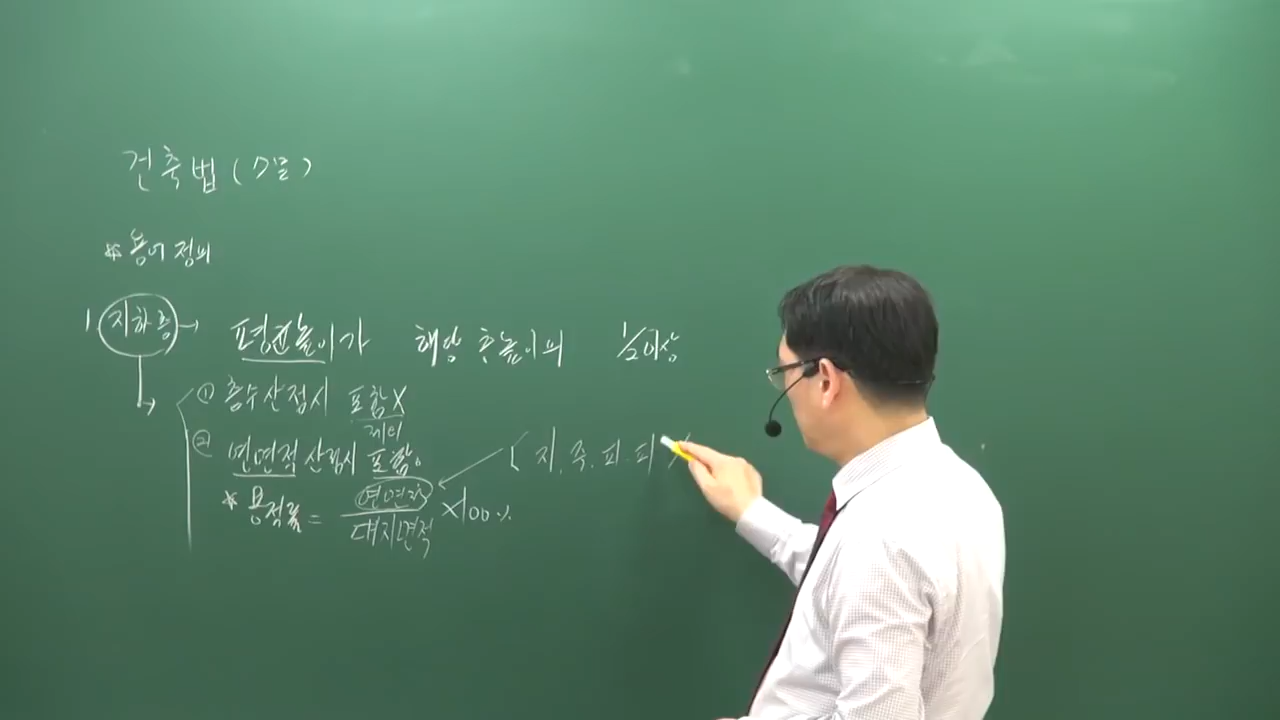 건축법 (7문)
* 용어정의
1. 지하층 → 평균높이가 해당 층높이의 1/2이상
① 층수산정시 포함X
제외
② 연면적 산정시 포함.
(지.주.피.피)
* 용적률 = 연면적 / 대지면적 ×100%